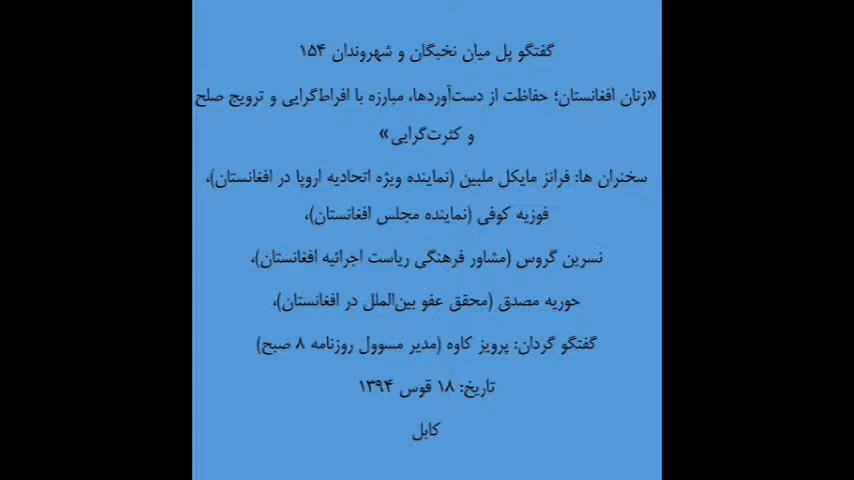 گفتگو پل میان نخبگان و شهروندان ۱۵۴
«زنان افغانستان؛ حفاظت از دست‌آوردها، مبارزه با افراط‌گرایی و ترویج صلح
و کثرت‌گرایی»
سخنران ها: فرانز مایکل ملبین (نماینده ویژه اتحادیه اروپا در افغانستان)،
فوزیه کوفی (نماینده مجلس افغانستان)،
نسرین گروس (مشاور فرهنگی ریاست اجرائیه افغانستان)،
حوریه مصدق (محقق عفو بین‌الملل در افغانستان)،
گفتگو گردان: پرویز کاوه (مدیر مسوول روزنامه ۸ صبح)
تاریخ: ۱۸ قوس ۱۳۹۴
کابل